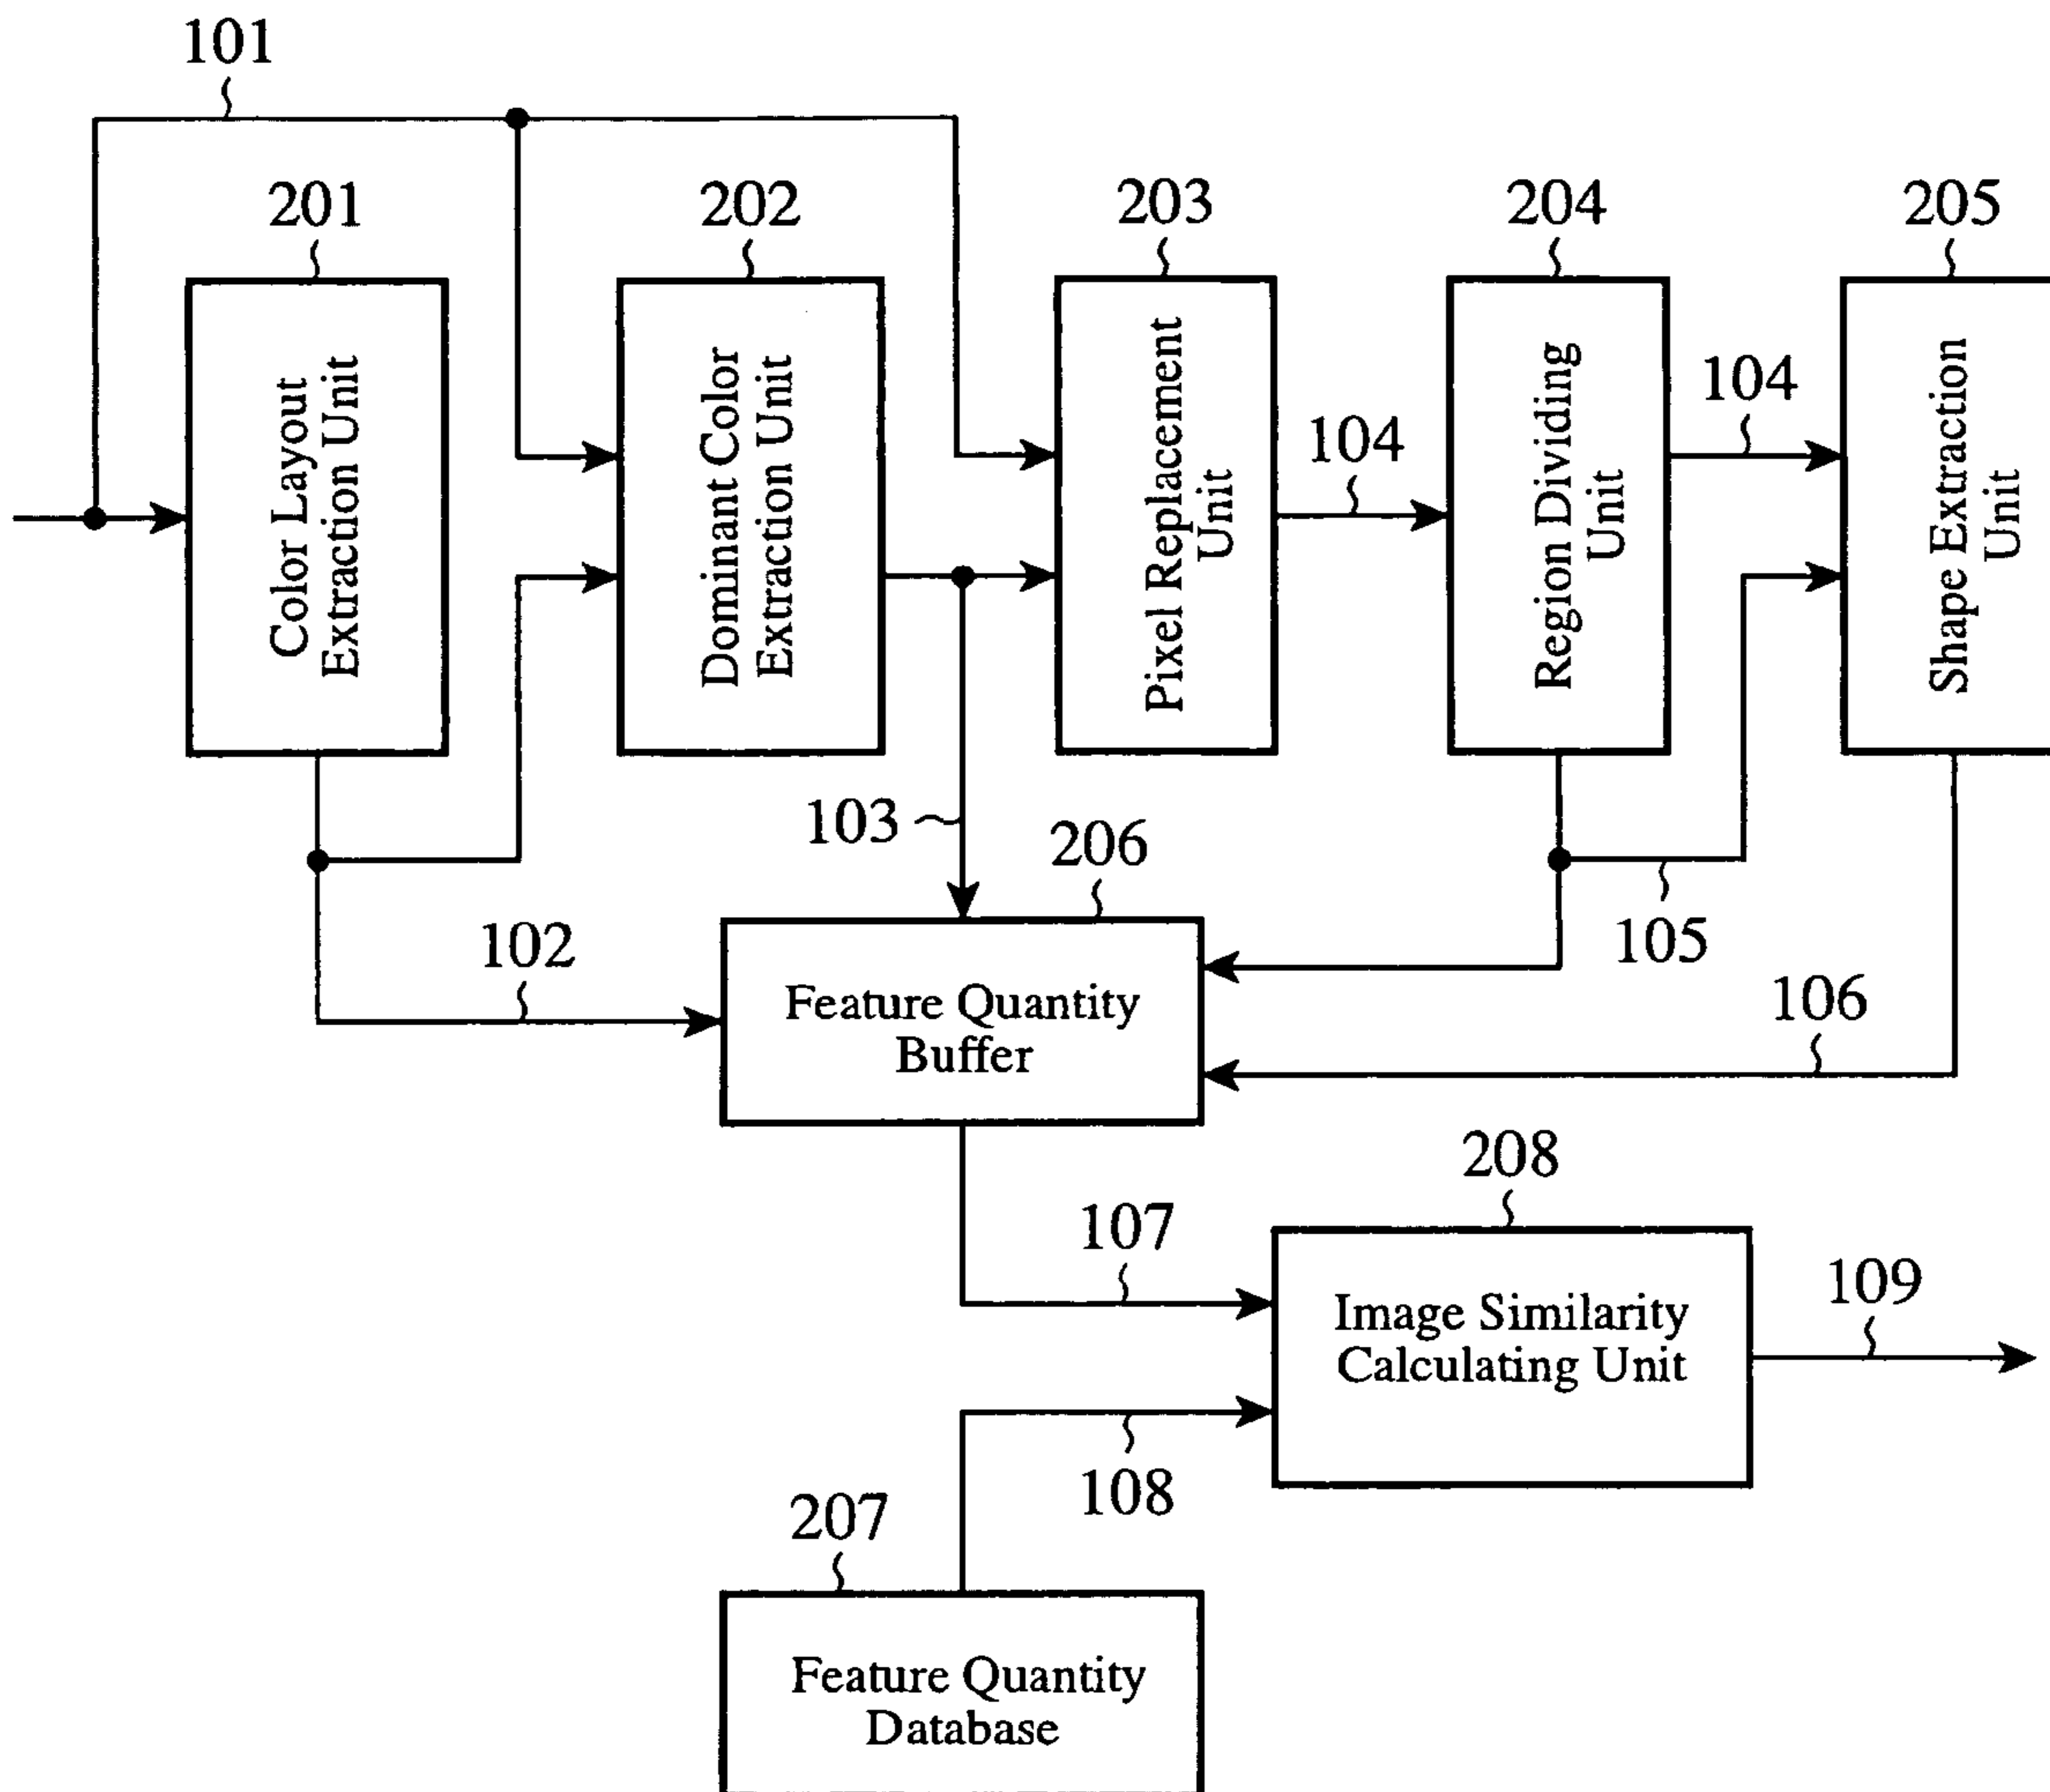 101
201
202
203
204
205
Color Layout
Extraction Unit
Dominant Color
Extraction Unit
Pixel Replacement
Unit
104
Region Dividing
Unit
104
Shape Extraction
Unit
103
206
102
105
106
Feature Quantity
Buffer
208
107
109
Image Similarity
Calculating Unit
108
207
Feature Quantity
Database